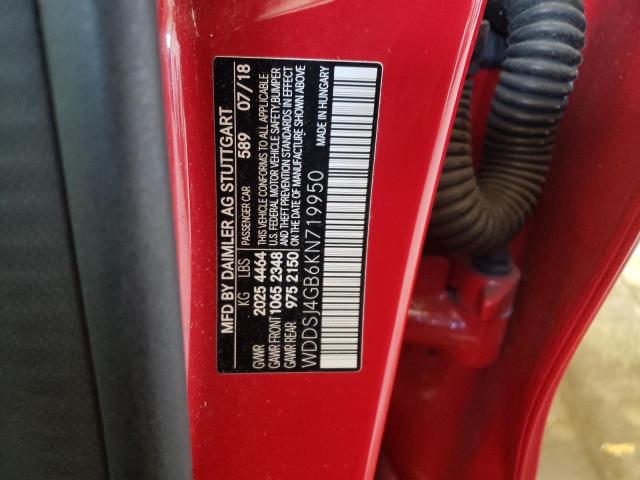 MFD BY DAIMLER AG STUTTGART
KG LBS PASSENGER CAR 589 07/18
GVWR 2025 4464 THIS VEHICLE CONFORMS TO ALL APPLICABLE
GAWR FRONT 1065 2348 U.S. FEDERAL MOTOR VEHICLE SAFETY, BUMPER
GAWR REAR 975 2150 AND THEFT PREVENTION STANDARDS IN EFFECT
ON THE DATE OF MANUFACTURE SHOWN ABOVE
WDDSJ4GB6KN719950 MADE IN HUNGARY